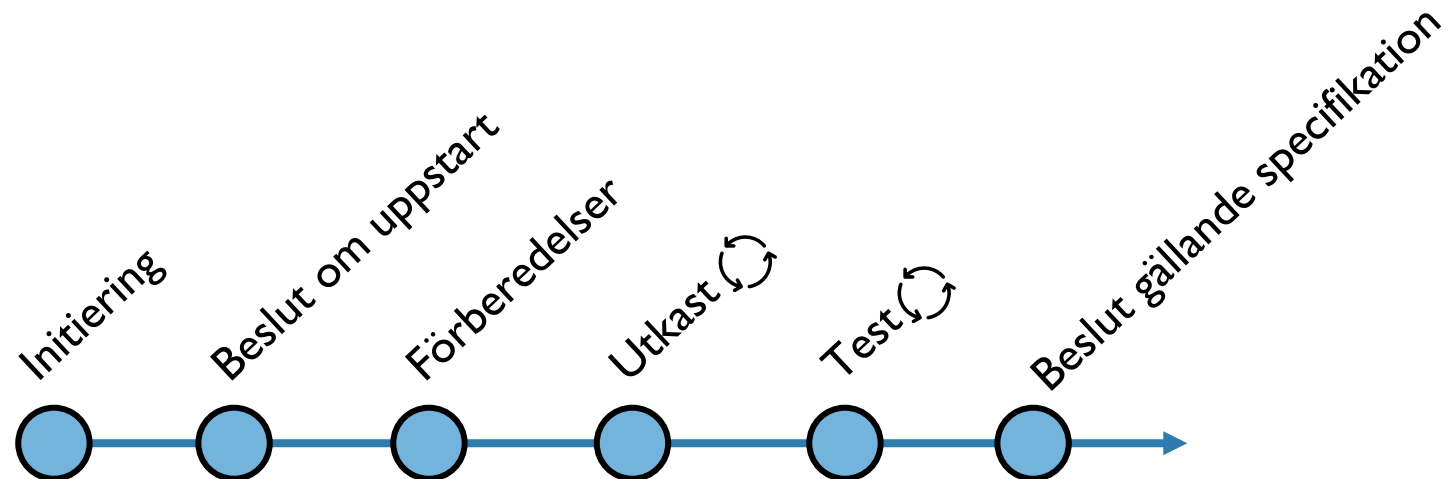 Initiering
Beslut om uppstart
Förberedelser
Utkast
Test
Beslut gällande specifikation